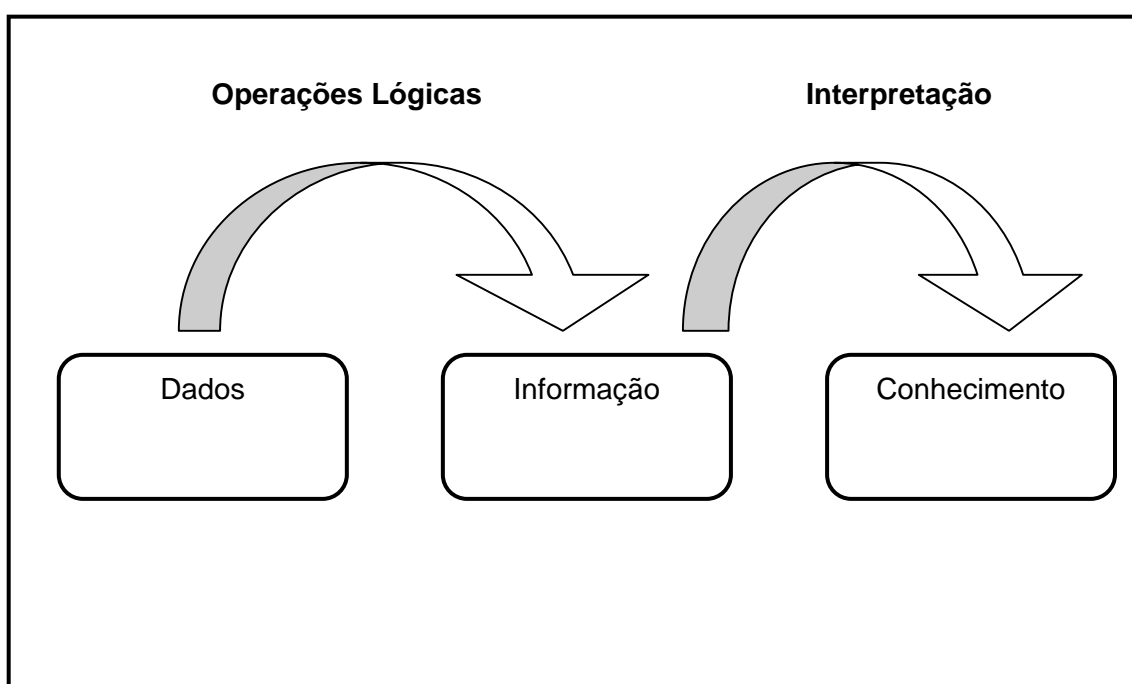 Operações Lógicas Interpretação
Dados Informação Conhecimento